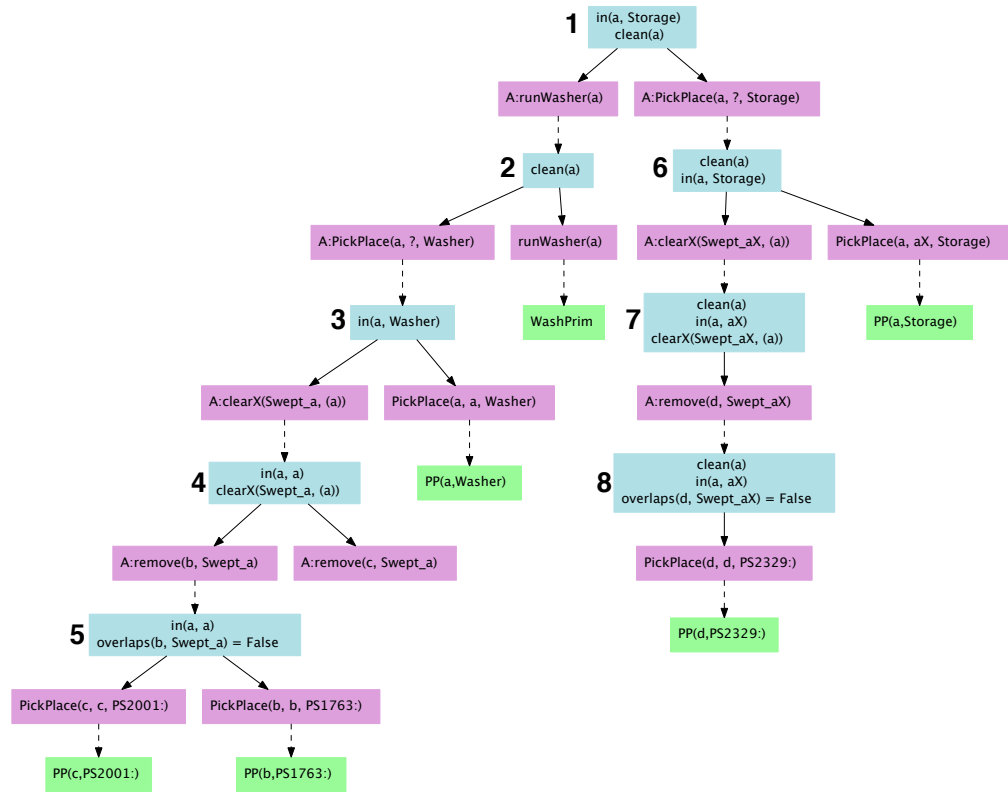 1
in(a, Storage)
clean(a)
A:runWasher(a)
A:PickPlace(a, ?, Storage)
2
clean(a)
6
clean(a)
in(a, Storage)
A:PickPlace(a, ?, Washer)
runWasher(a)
A:clearX(Swept_aX, (a))
PickPlace(a, aX, Storage)
3
in(a, Washer)
WashPrim
7
clean(a)
in(a, aX)
clearX(Swept_aX, (a))
PP(a,Storage)
A:clearX(Swept_a, (a))
PickPlace(a, a, Washer)
A:remove(d, Swept_aX)
4
in(a, a)
clearX(Swept_a, (a))
PP(a,Washer)
8
clean(a)
in(a, aX)
overlaps(d, Swept_aX) = False
A:remove(b, Swept_a)
A:remove(c, Swept_a)
PickPlace(d, d, PS2329:)
5
in(a, a)
overlaps(b, Swept_a) = False
PP(d,PS2329:)
PickPlace(c, c, PS2001:)
PickPlace(b, b, PS1763:)
PP(c,PS2001:)
PP(b,PS1763:)